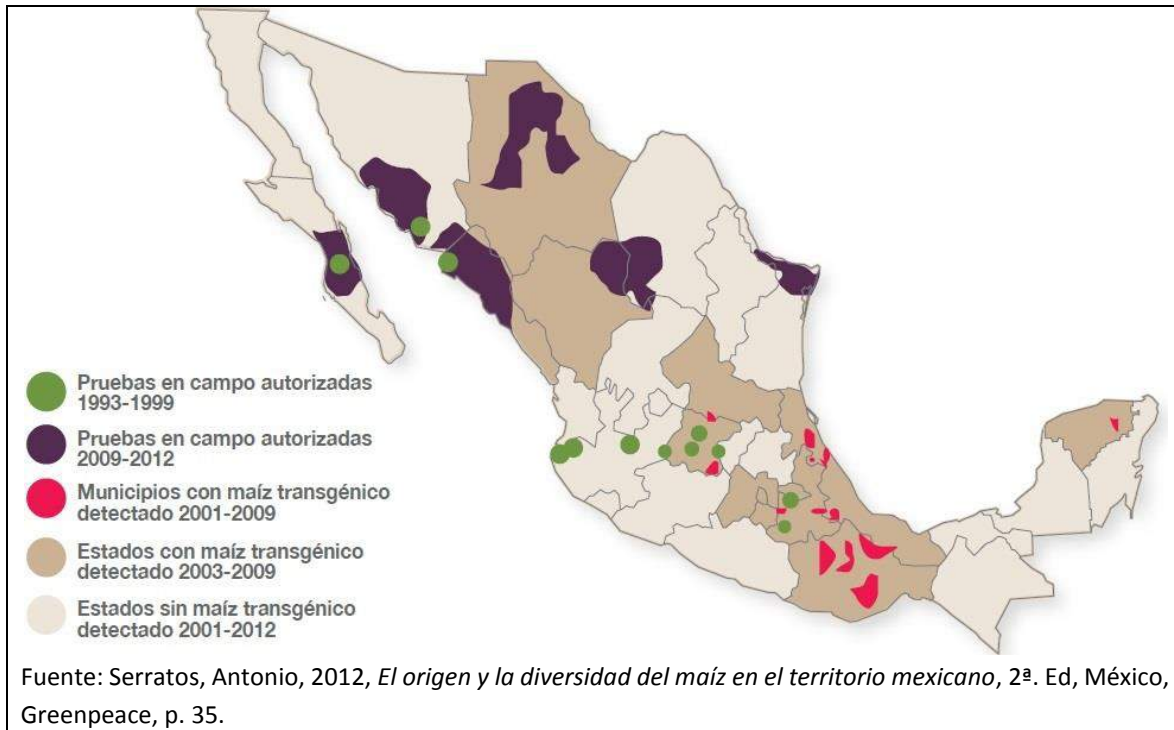 Pruebas en campo autorizadas
1993-1999
Pruebas en campo autorizadas
2009-2012
Municipios con maíz transgénico
detectado 2001-2009
Estados con maíz transgénico
detectado 2003-2009
Estados sin maíz transgénico
detectado 2001-2012
Fuente: Serratos, Antonio, 2012, El origen y la diversidad del maíz en el territorio mexicano, 2ª. Ed, México,
Greenpeace, p. 35.